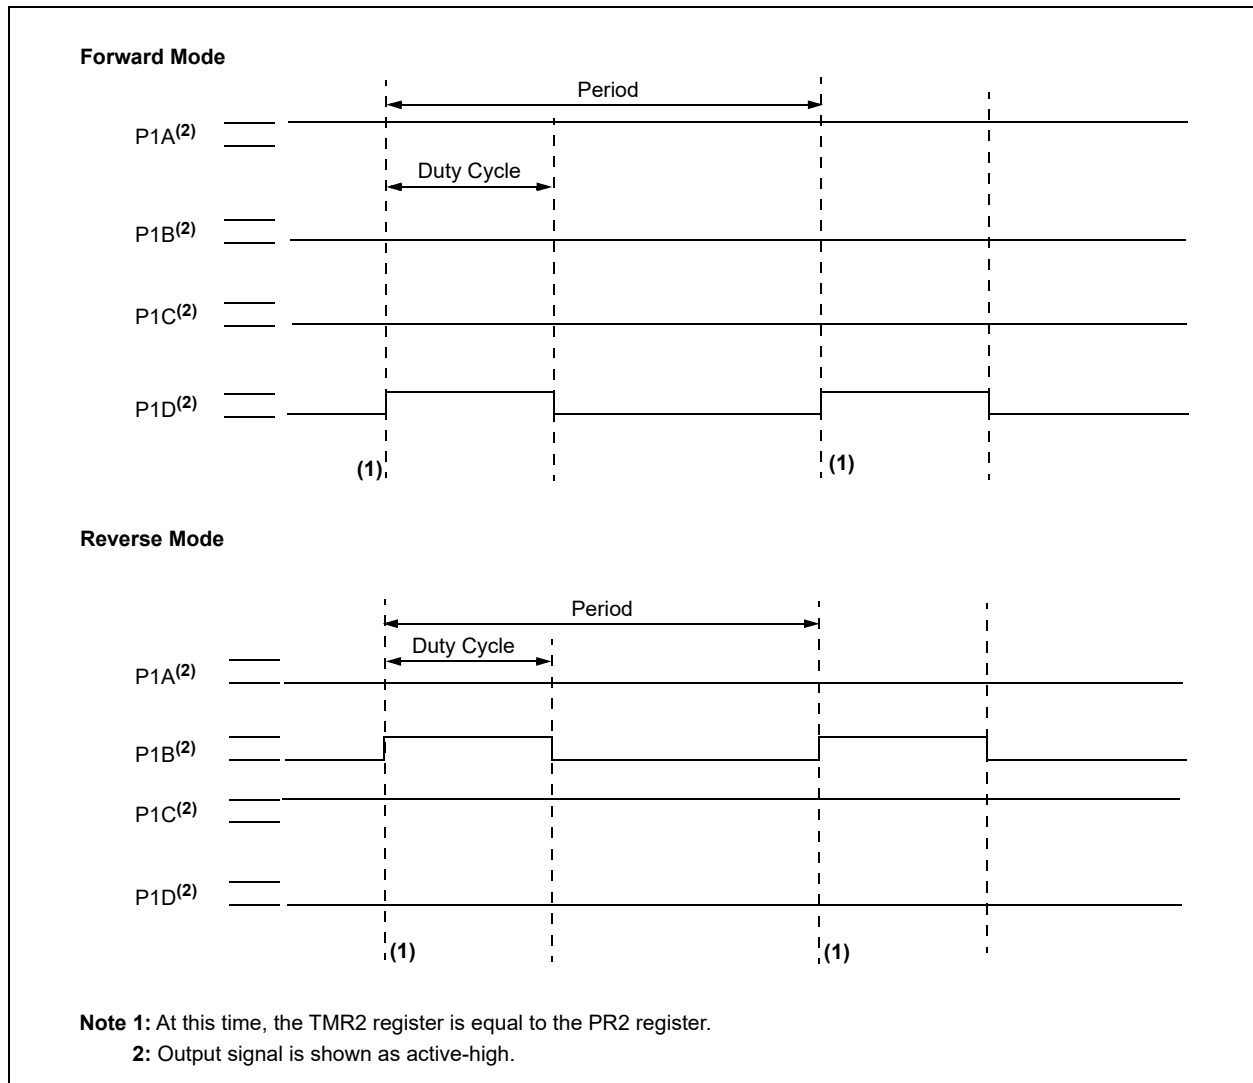 Forward Mode
Period
P1A(2)
Duty Cycle
P1B(2)
P1C(2)
P1D(2)
(1)
(1)
Reverse Mode
Period
Duty Cycle
P1A(2)
P1B(2)
P1C(2)
P1D(2)
(1)
(1)
Note 1: At this time, the TMR2 register is equal to the PR2 register.
2: Output signal is shown as active-high.